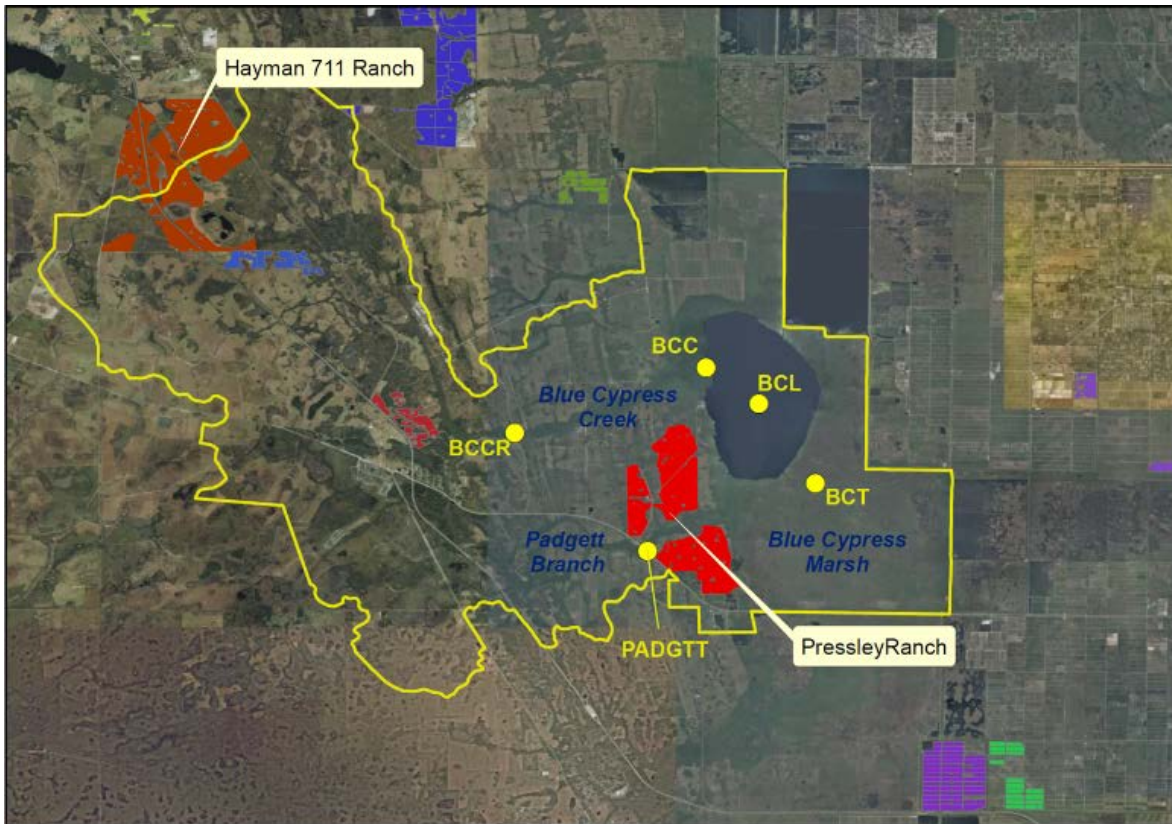 Hayman 711 Ranch
BCC
BCL
Blue Cypress
Creek
BCCR
BCT
Padgett
Branch
Blue Cypress
Marsh
PADGTT
PressleyRanch